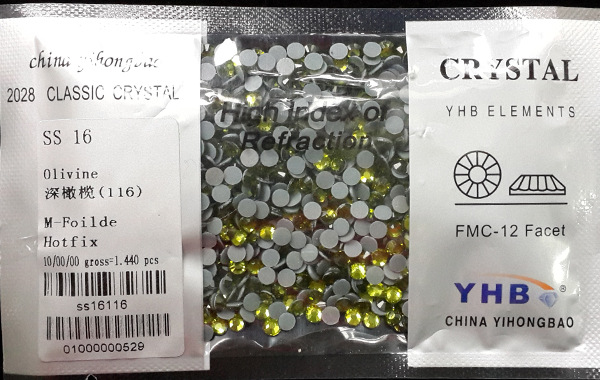 china yihongbao
2028 CLASSIC CRYSTAL
SS 16
Olivine
深橄榄(116)
M-Foilde
Hotfix
10/00/00 gross=1.440 pcs
ss16116
01000000529
High Index of
Refraction
CRYSTAL
YHB ELEMENTS
FMC-12 Facet
YHB®
CHINA YIHONGBAO